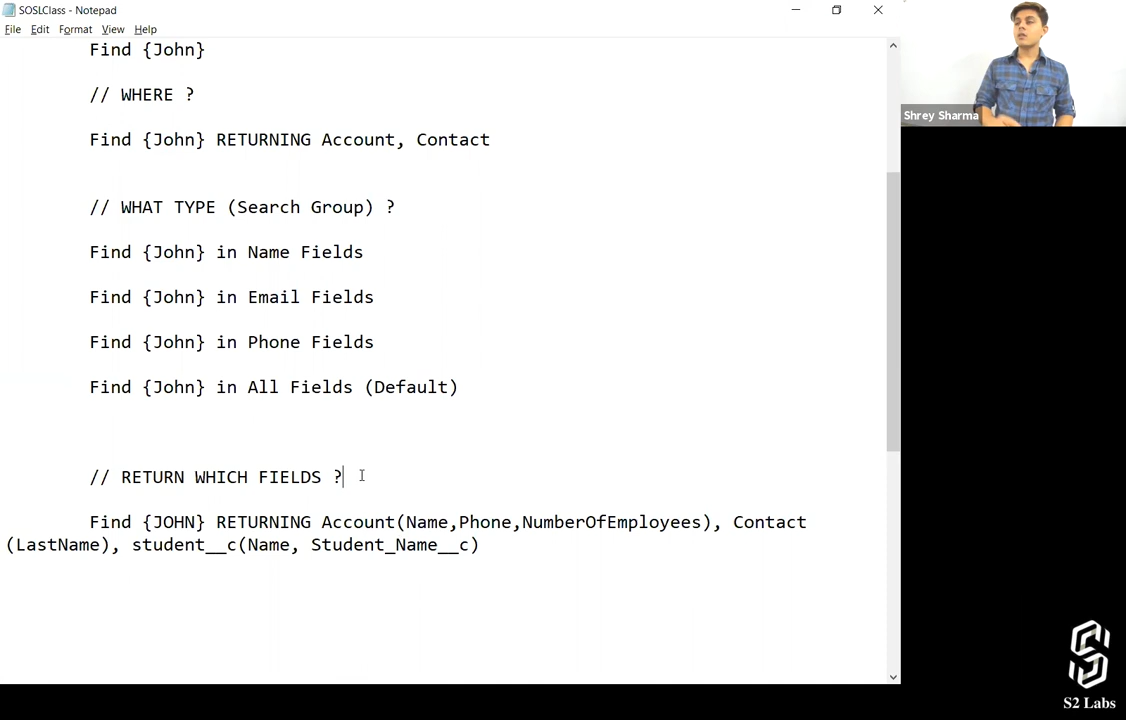 SOSLClass - Notepad
File Edit Format View Help
Find {John}
// WHERE ?
Find {John} RETURNING Account, Contact
// WHAT TYPE (Search Group) ?
Find {John} in Name Fields
Find {John} in Email Fields
Find {John} in Phone Fields
Find {John} in All Fields (Default)
// RETURN WHICH FIELDS ?
Find {JOHN} RETURNING Account(Name,Phone,NumberOfEmployees), Contact
(LastName), student__c(Name, Student_Name__c)
Shrey Sharma
S2 Labs